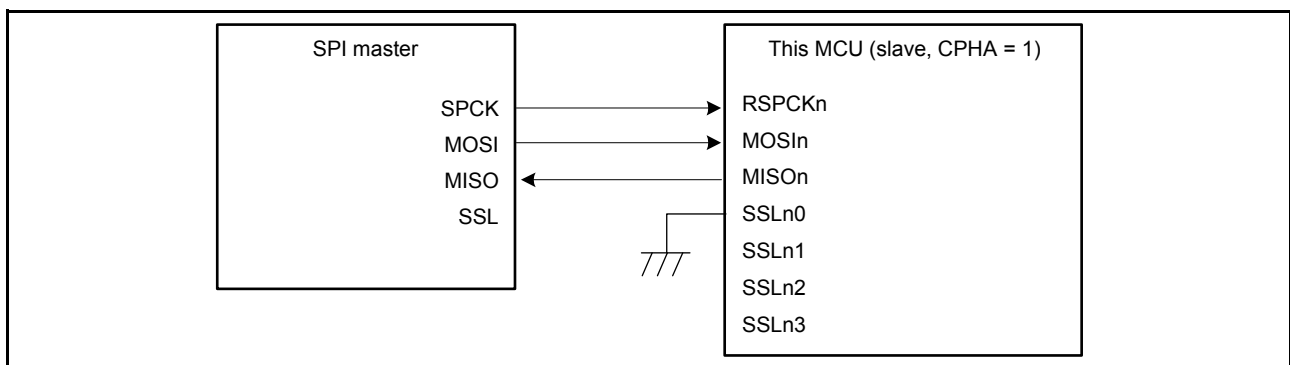 SPI master
SPCK
MOSI
MISO
SSL
This MCU (slave, CPHA = 1)
RSPCKn
MOSIn
MISOn
SSLn0
SSLn1
SSLn2
SSLn3